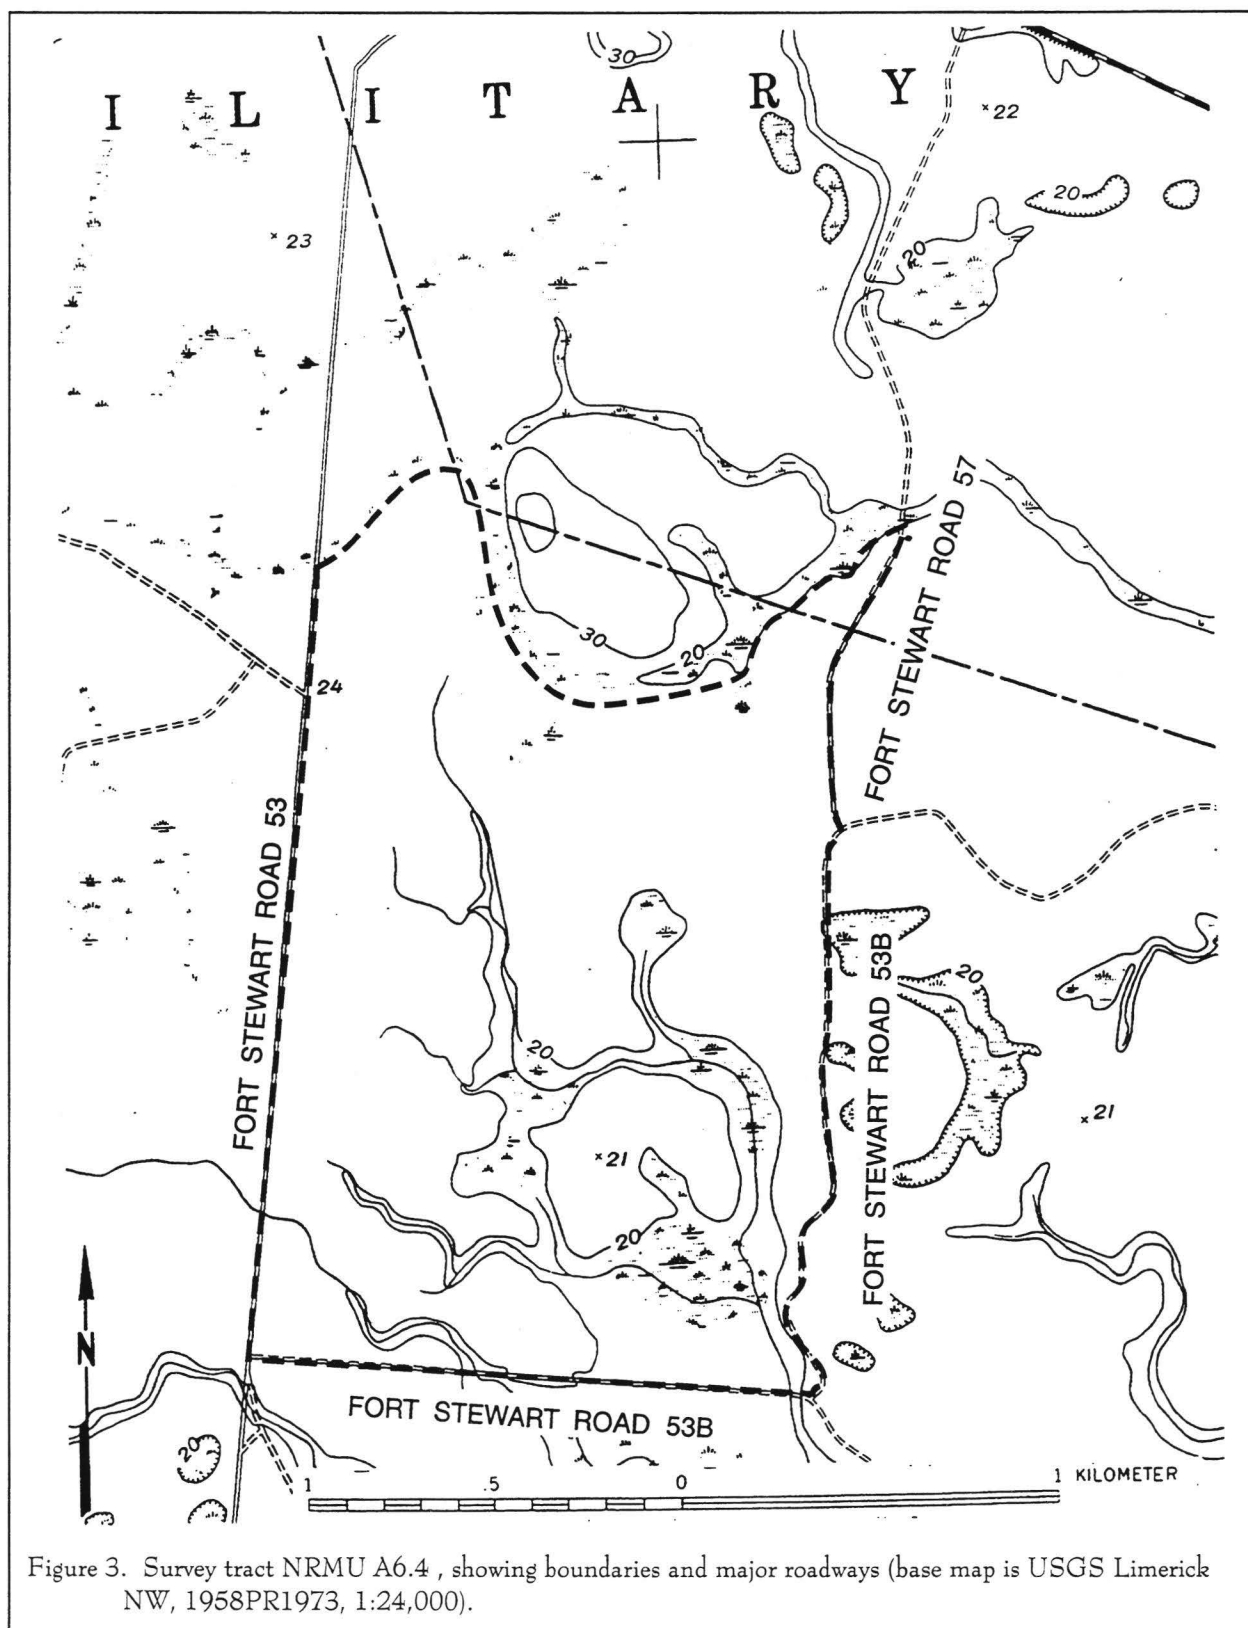 30
I L I T A R Y
22
23
20
20
FORT STEWART ROAD 57
30
20
24
FORT STEWART ROAD 53
FORT STEWART ROAD 53B
20
20
21
21
20
N
FORT STEWART ROAD 53B
20
1 .5 0 1 KILOMETER
Figure 3. Survey tract NRMU A6.4 , showing boundaries and major roadways (base map is USGS Limerick
NW, 1958PR1973, 1:24,000).